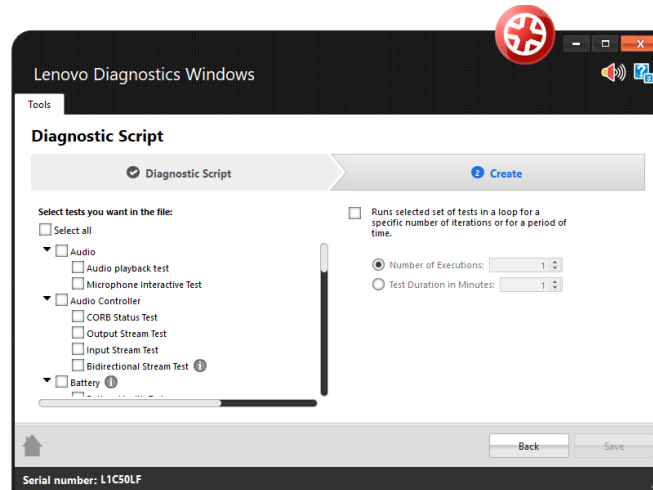 Lenovo Diagnostics Windows
Tools
Diagnostic Script
Diagnostic Script
2 Create
Select tests you want in the file:
Select all
Audio
Audio playback test
Microphone Interactive Test
Audio Controller
CORB Status Test
Output Stream Test
Input Stream Test
Bidirectional Stream Test
Battery
Runs selected set of tests in a loop for a
specific number of iterations or for a period of
time.
Number of Executions: 1
Test Duration in Minutes: 1
Back Save
Serial number: L1C50LF